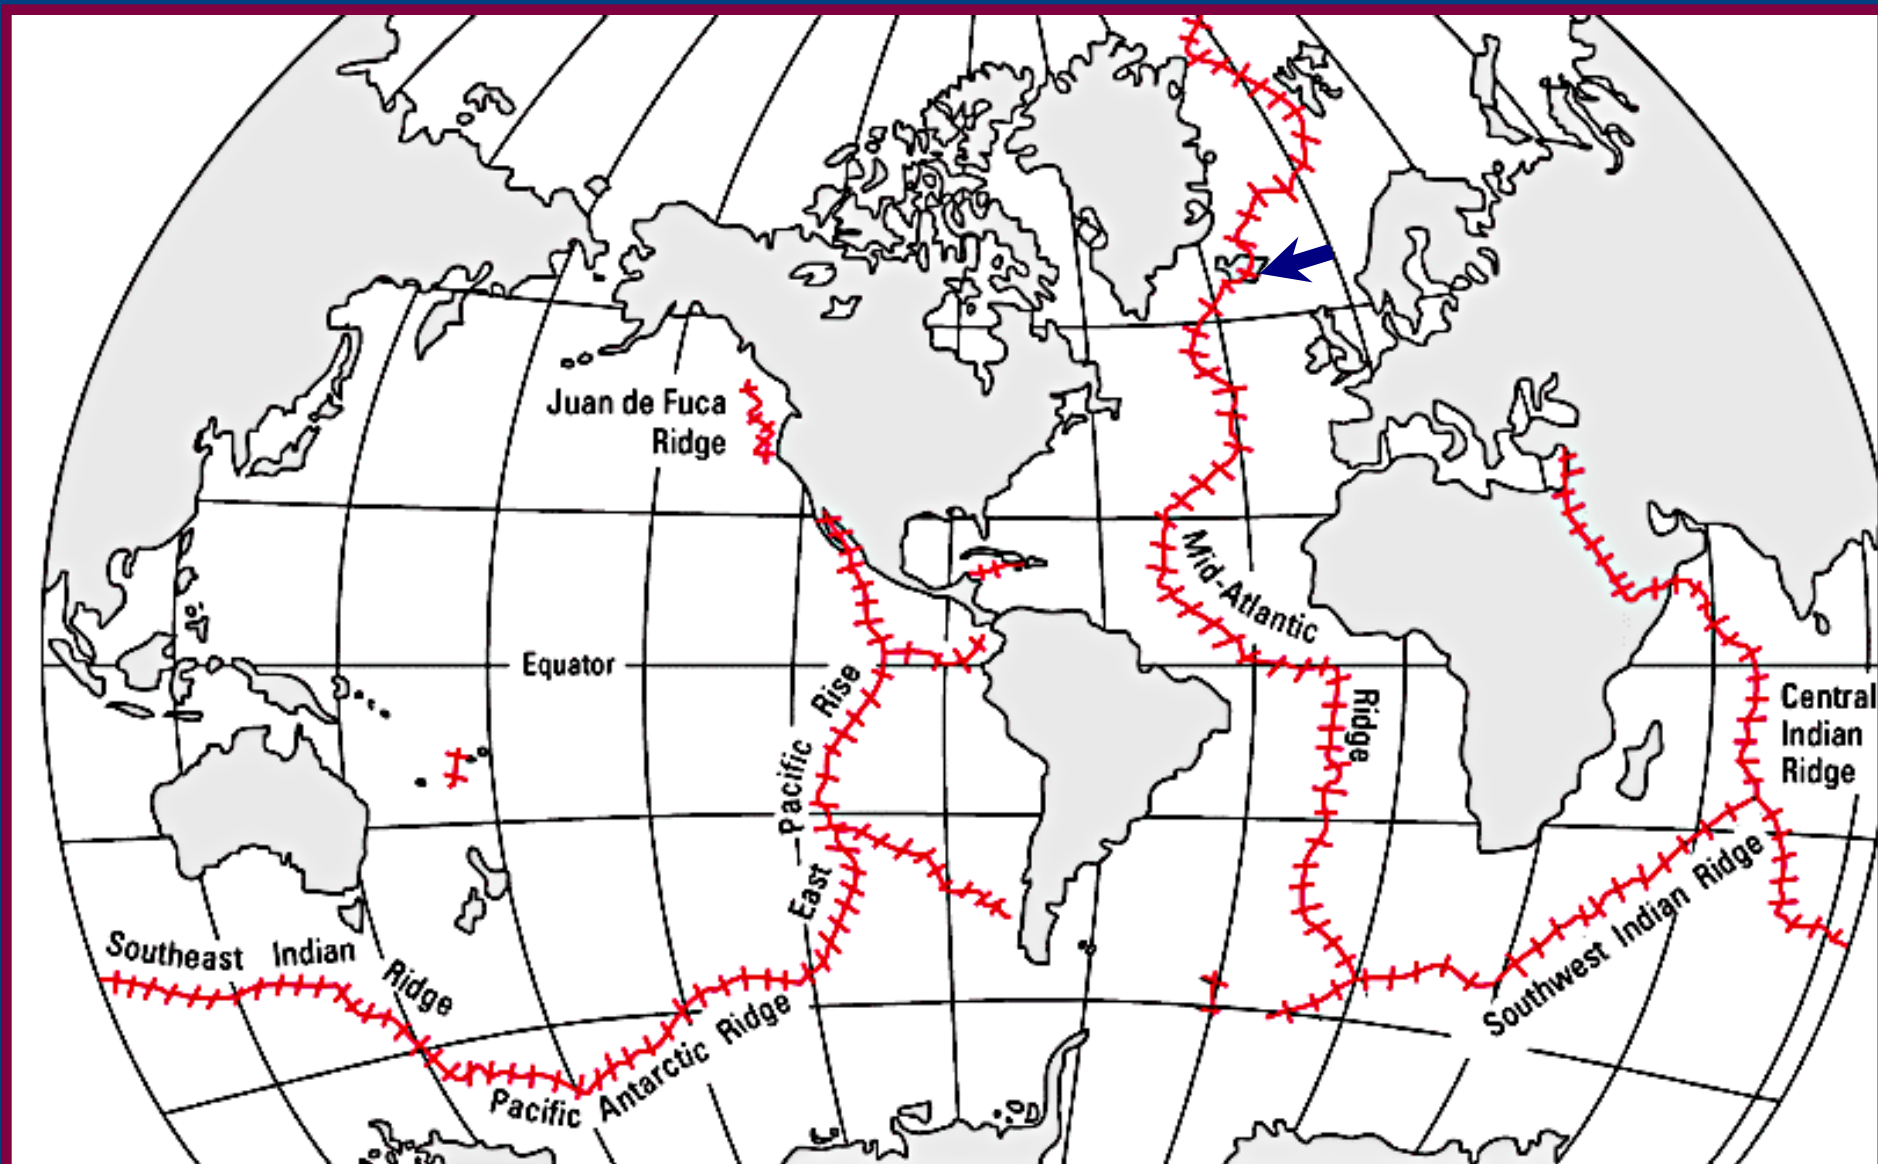 Juan de Fuca
Ridge
Mid-Atlantic
Ridge
Equator
East Pacific Rise
Central
Indian
Ridge
Southwest Indian Ridge
Southeast Indian Ridge
Pacific Antarctic Ridge